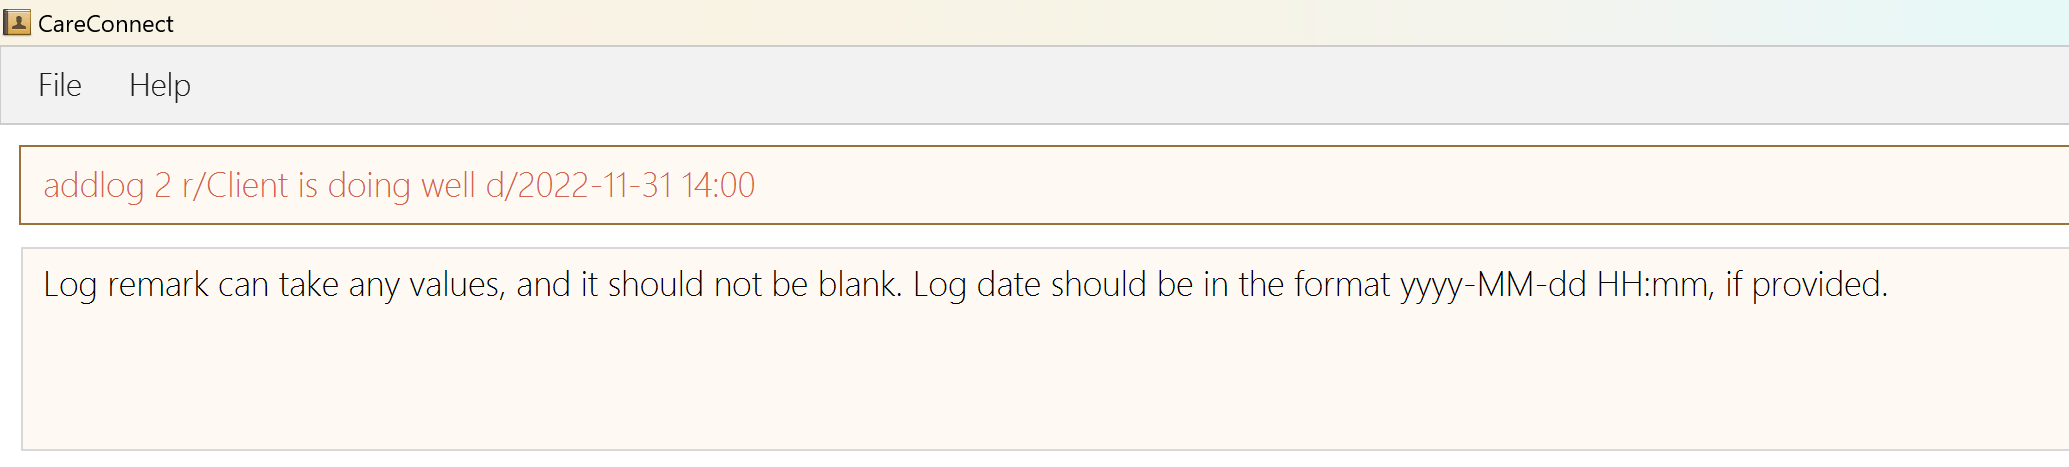 CareConnect
File Help
addlog 2 r/Client is doing well d/2022-11-31 14:00
Log remark can take any values, and it should not be blank. Log date should be in the format yyyy-MM-dd HH:mm, if provided.